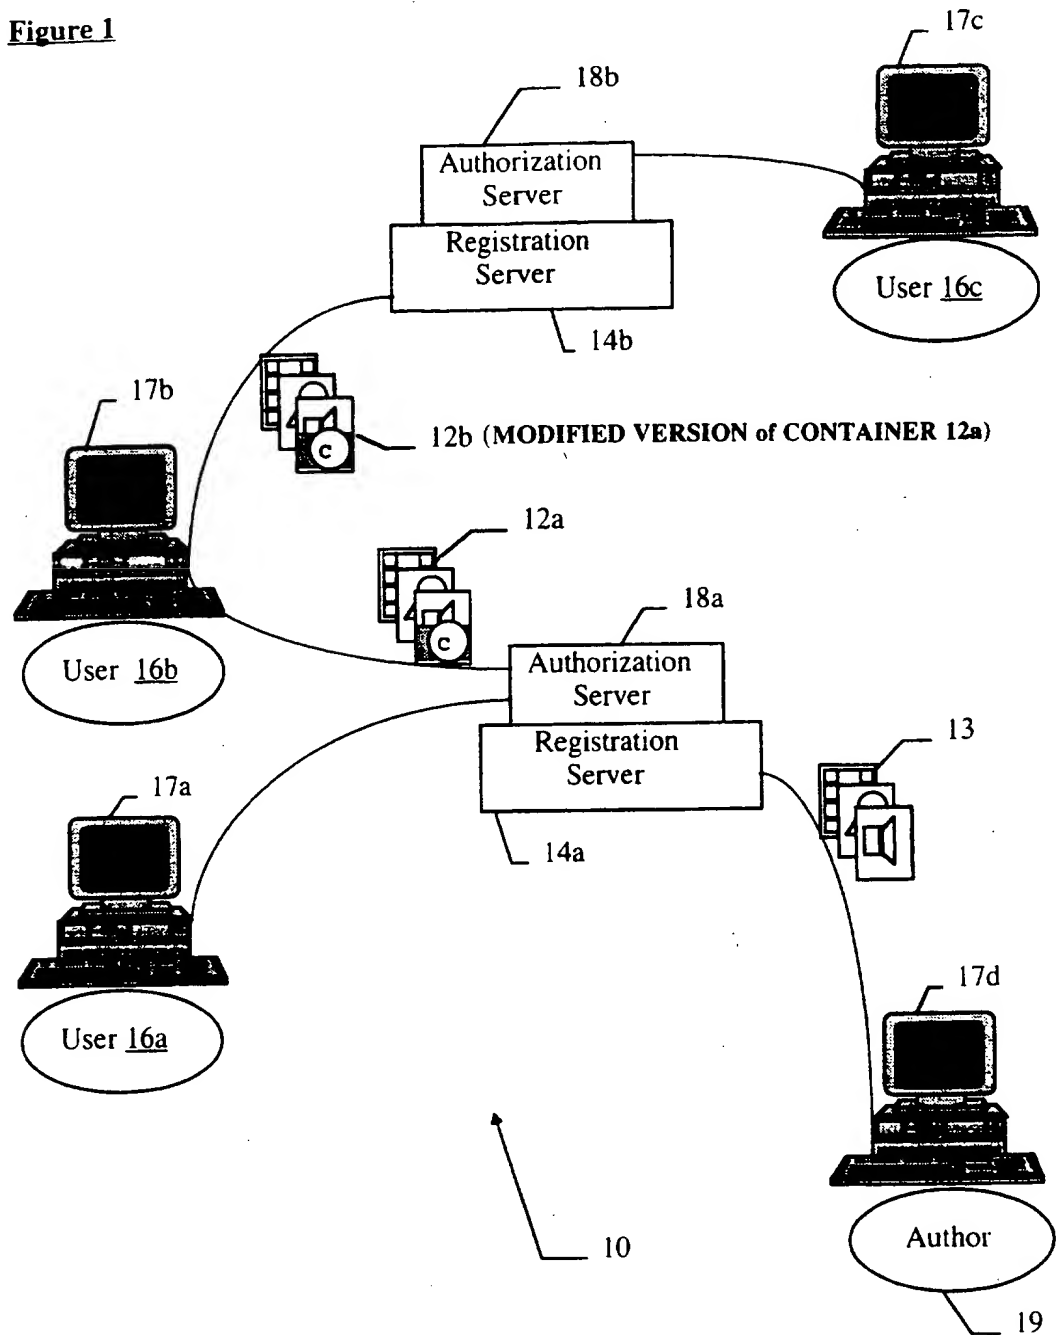 Figure 1
17c
18b
Authorization
Server
Registration
Server
User 16c
14b
17b
12b (MODIFIED VERSION of CONTAINER 12a)
C
12a
C
18a
User 16b
Authorization
Server
Registration
Server
13
17a
14a
17d
User 16a
Author
10
19